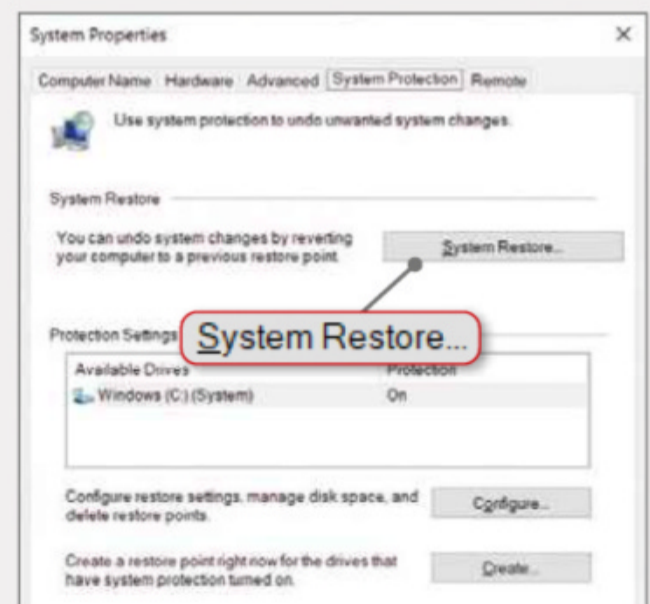 System Properties
Computer Name Hardware Advanced System Protection Remote
Use system protection to undo unwanted system changes.
System Restore
You can undo system changes by reverting
your computer to a previous restore point.
System Restore...
System Restore...
Protection Settings
Available Drives Protection
Windows (C:) (System) On
Configure restore settings, manage disk space, and
delete restore points.
Configure...
Create a restore point right now for the drives that
have system protection turned on.
Create...